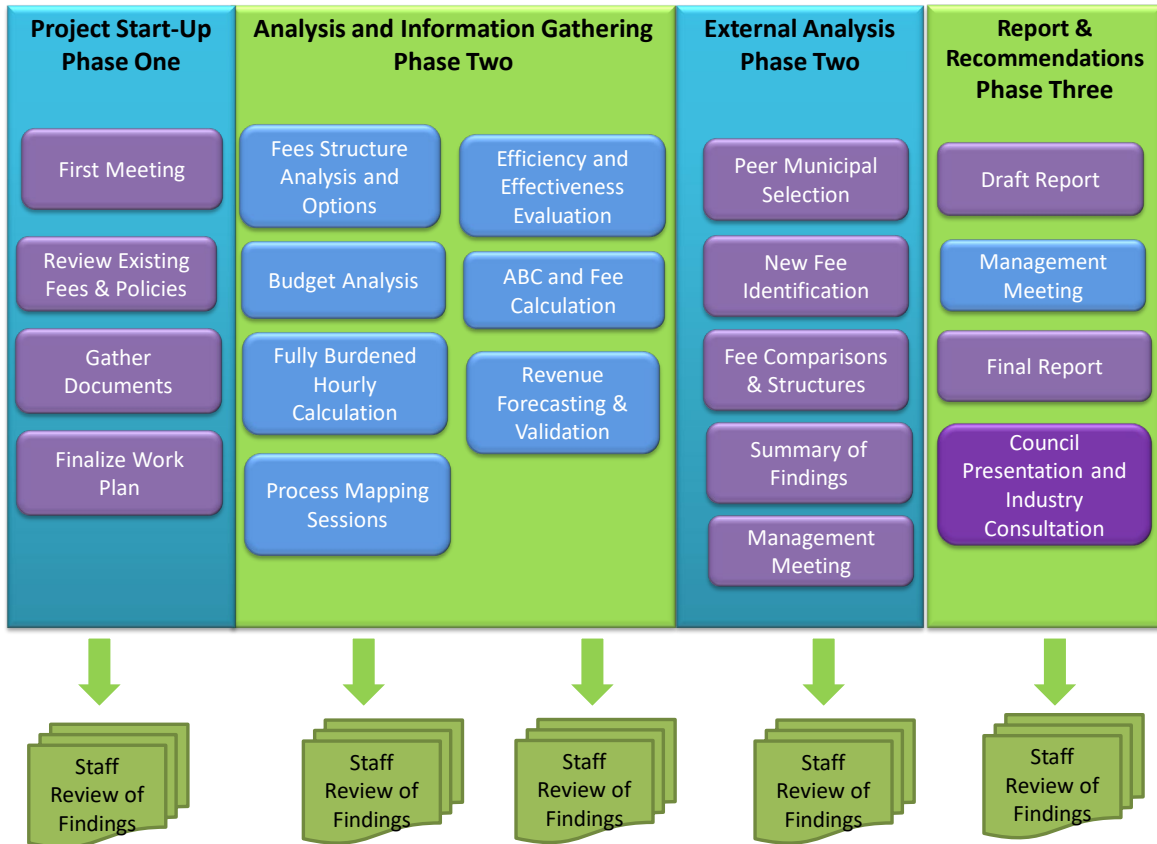 Project Start-Up
Phase One
First Meeting
Review Existing
Fees & Policies
Gather
Documents
Finalize Work
Plan
Analysis and Information Gathering
Phase Two
Fees Structure
Analysis and
Options
Budget Analysis
Fully Burdened
Hourly
Calculation
Process Mapping
Sessions
Efficiency and
Effectiveness
Evaluation
ABC and Fee
Calculation
Revenue
Forecasting &
Validation
External Analysis
Phase Two
Peer Municipal
Selection
New Fee
Identification
Fee Comparisons
& Structures
Summary of
Findings
Management
Meeting
Report &
Recommendations
Phase Three
Draft Report
Management
Meeting
Final Report
Council
Presentation and
Industry
Consultation
Staff
Review of
Findings
Staff
Review of
Findings
Staff
Review of
Findings
Staff
Review of
Findings
Staff
Review of
Findings